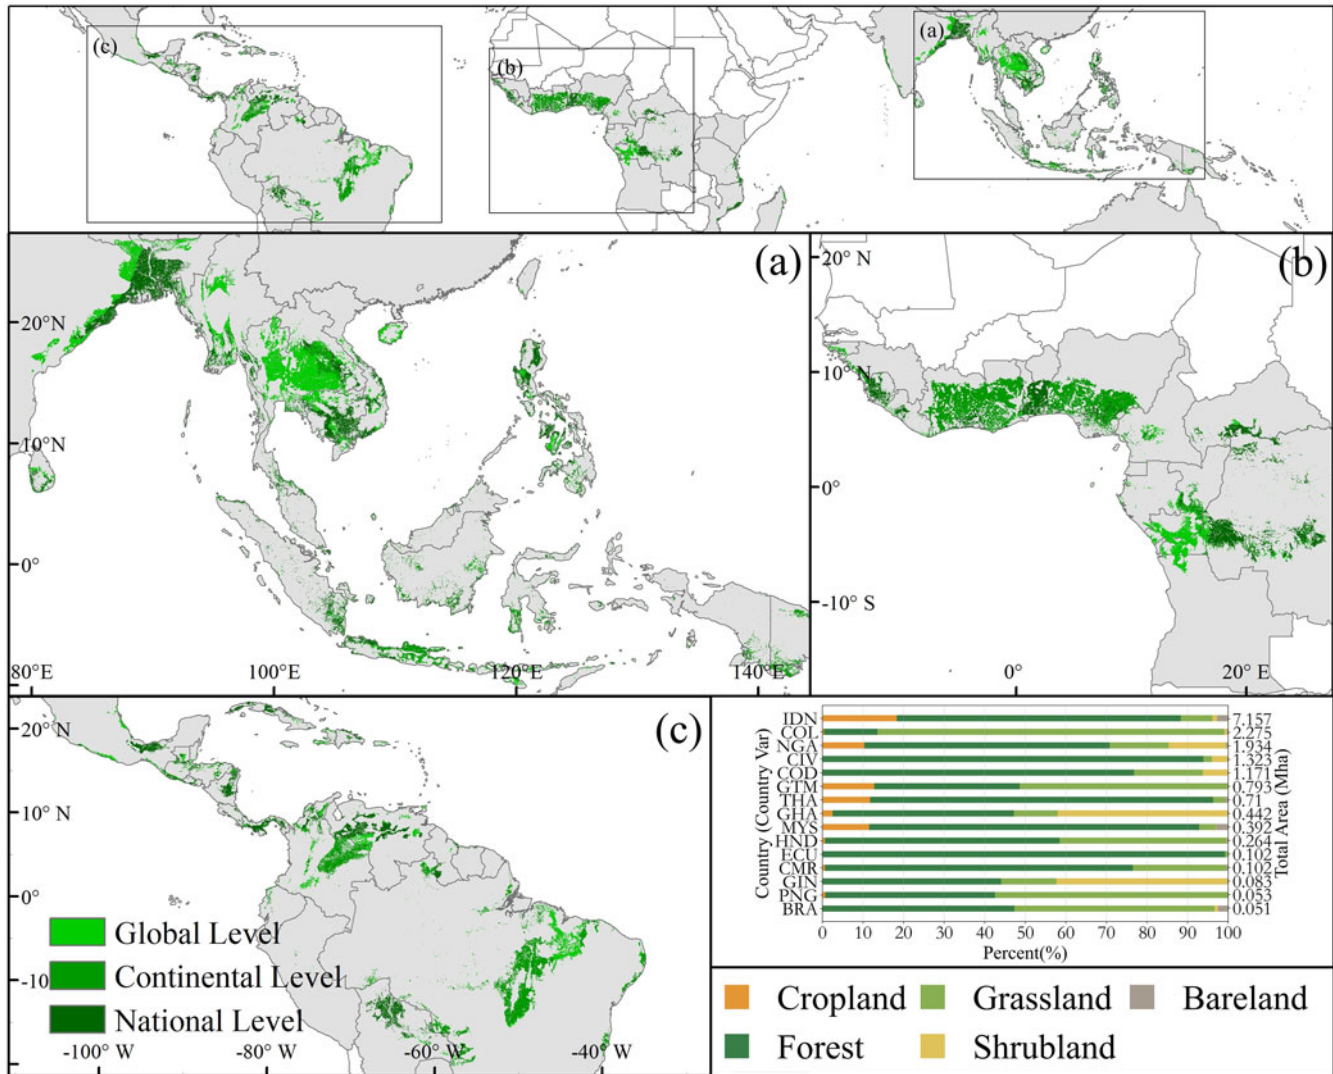 (c)
(b)
(a)
(a)
20°N
10°N
0°
80°E
100°E
120°E
140°E
(b)
20° N
10°N
0°
-10° S
0°
20° E
(c)
20° N
10°N
0°
-10
-100° W
-80° W
-60° W
-40° W
Global Level
Continental Level
National Level
Country (Country Var)
Total Area (Mha)
IDN 7.157
COL 2.275
NGA 1.934
CIV 1.323
COD 1.171
GTM 0.793
THA 0.71
GHA 0.442
MYS 0.392
HND 0.264
ECU 0.102
CMR 0.102
GIN 0.083
PNG 0.053
BRA 0.051
0 10 20 30 40 50 60 70 80 90 100
Percent(%)
Cropland Grassland Bareland
Forest Shrubland